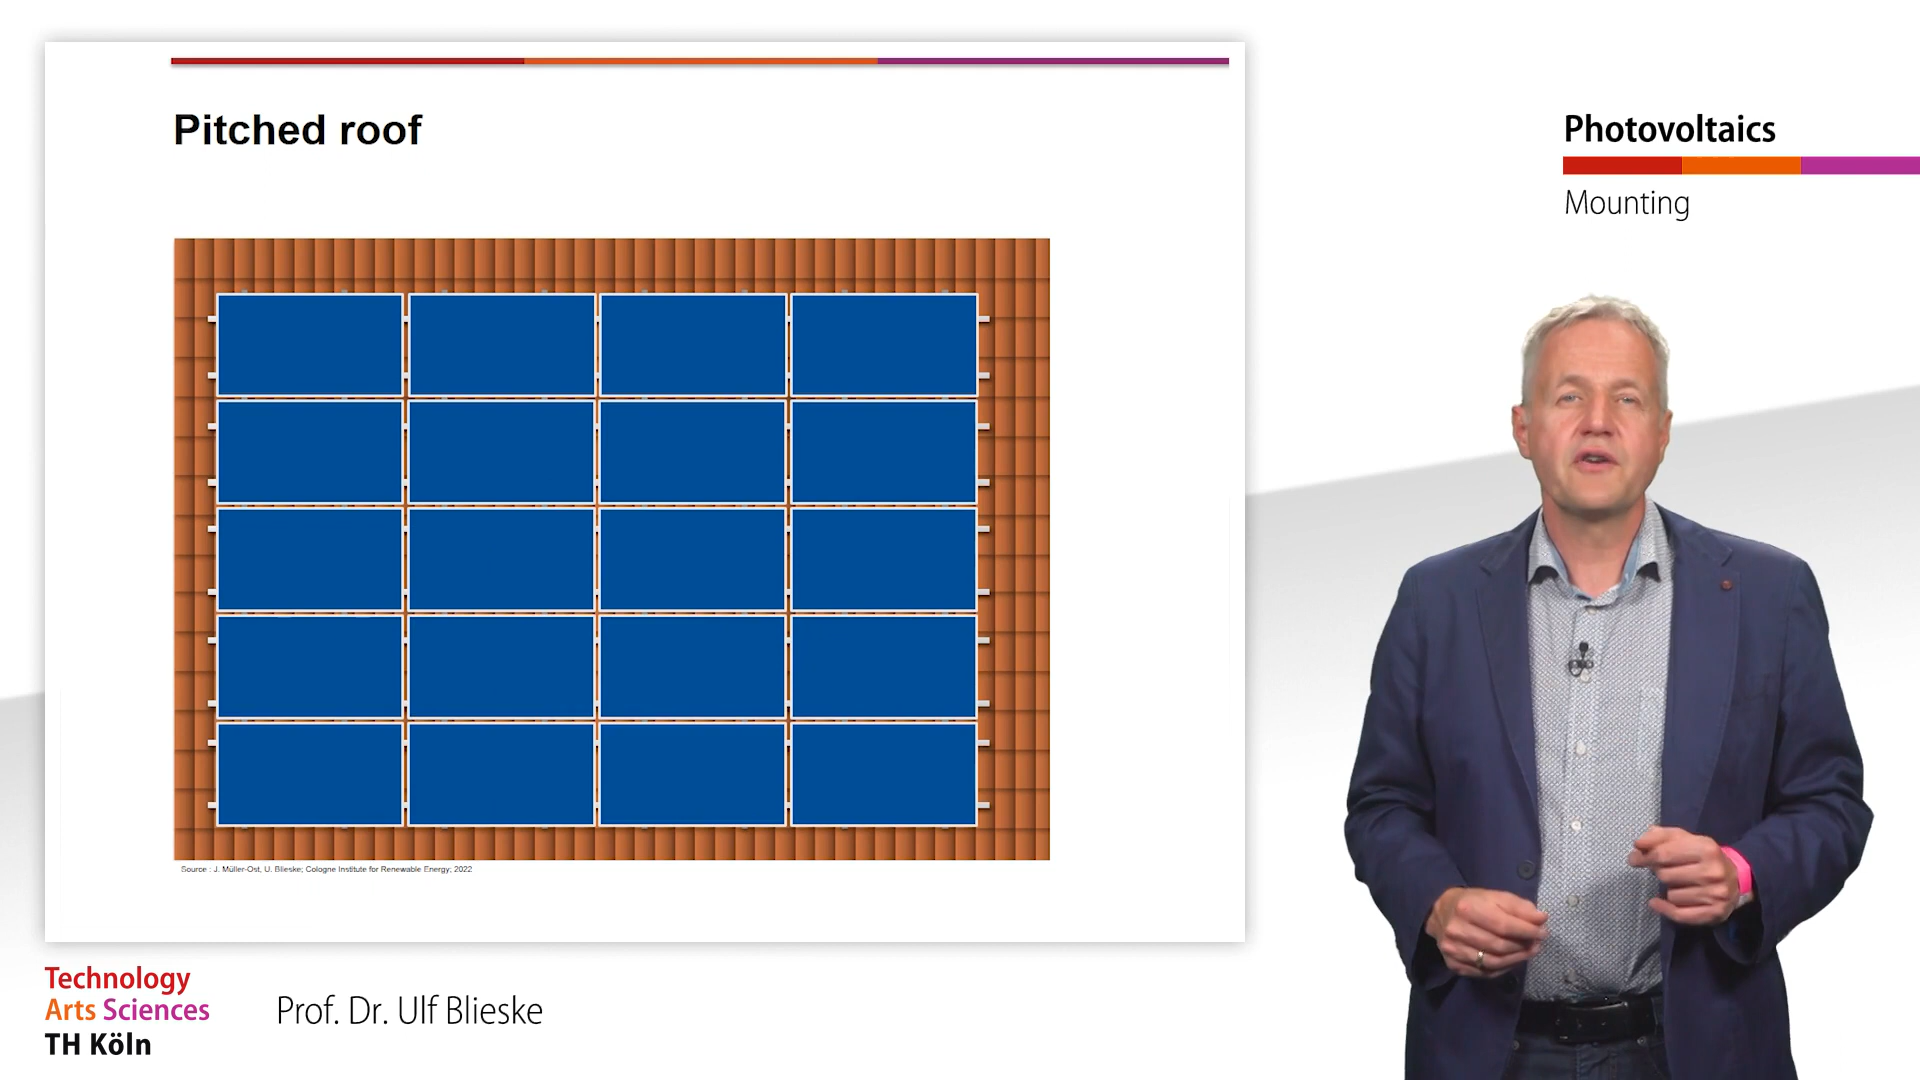 Pitched roof
Source : J. Müller-Ost, U. Blieske; Cologne Institute for Renewable Energy; 2022
Photovoltaics
Mounting
Technology
Arts Sciences
TH Köln
Prof. Dr. Ulf Blieske